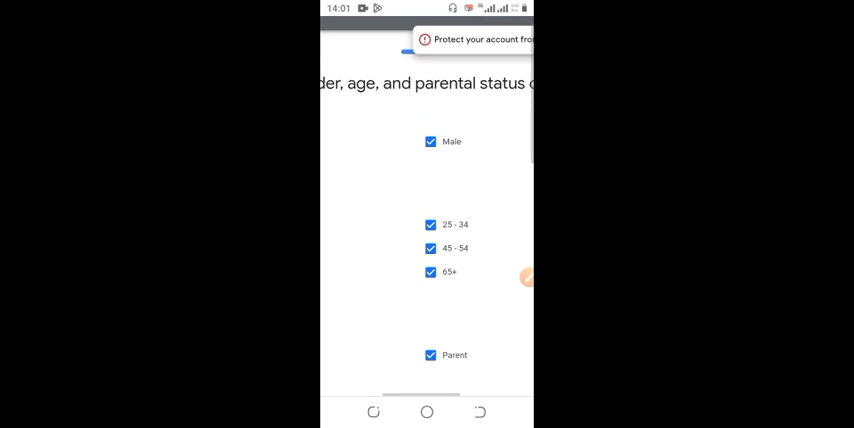 14:01
Protect your account fro
der, age, and parental status
Male
25 - 34
45 - 54
65+
Parent